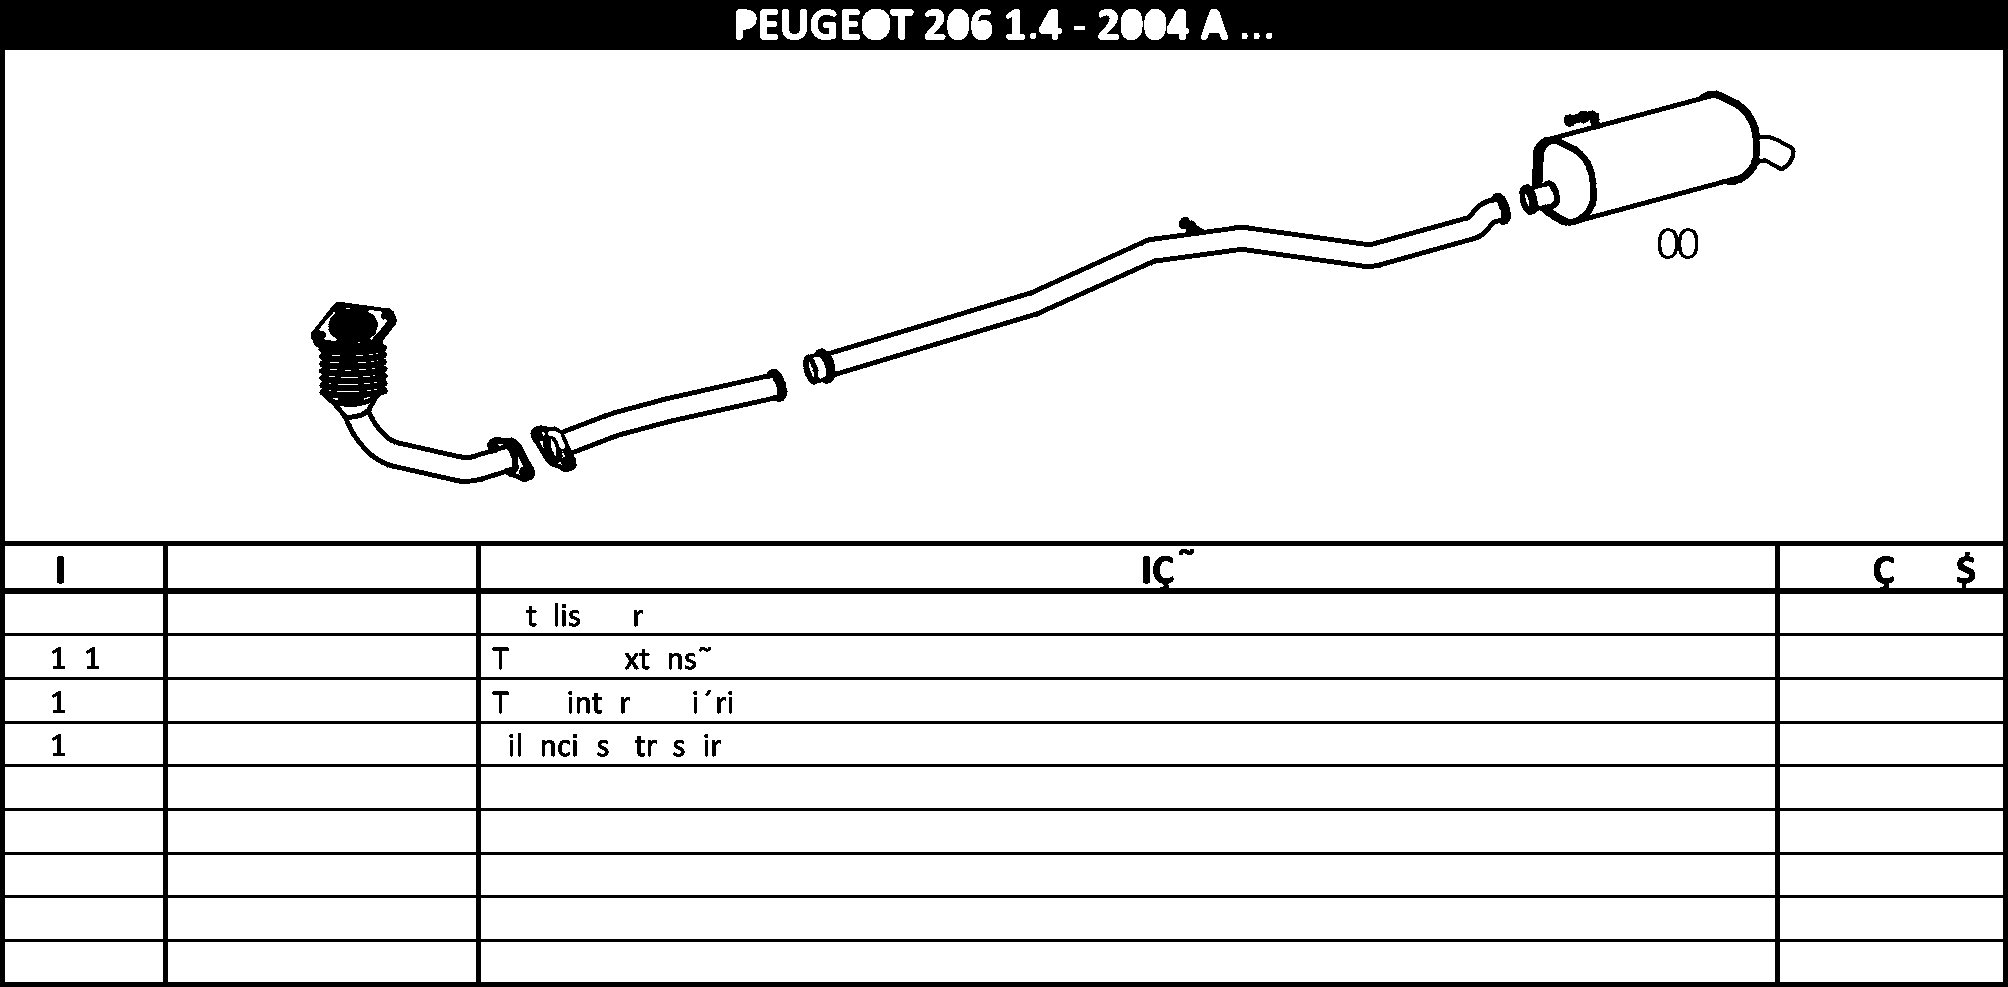 PEUGEOT 206 1.4 - 2004 A ...
00
I IÇ˜ Ç $
t lis r
1 1 T xt ns˜
1 T int r i´ri
1 il nci s tr s ir